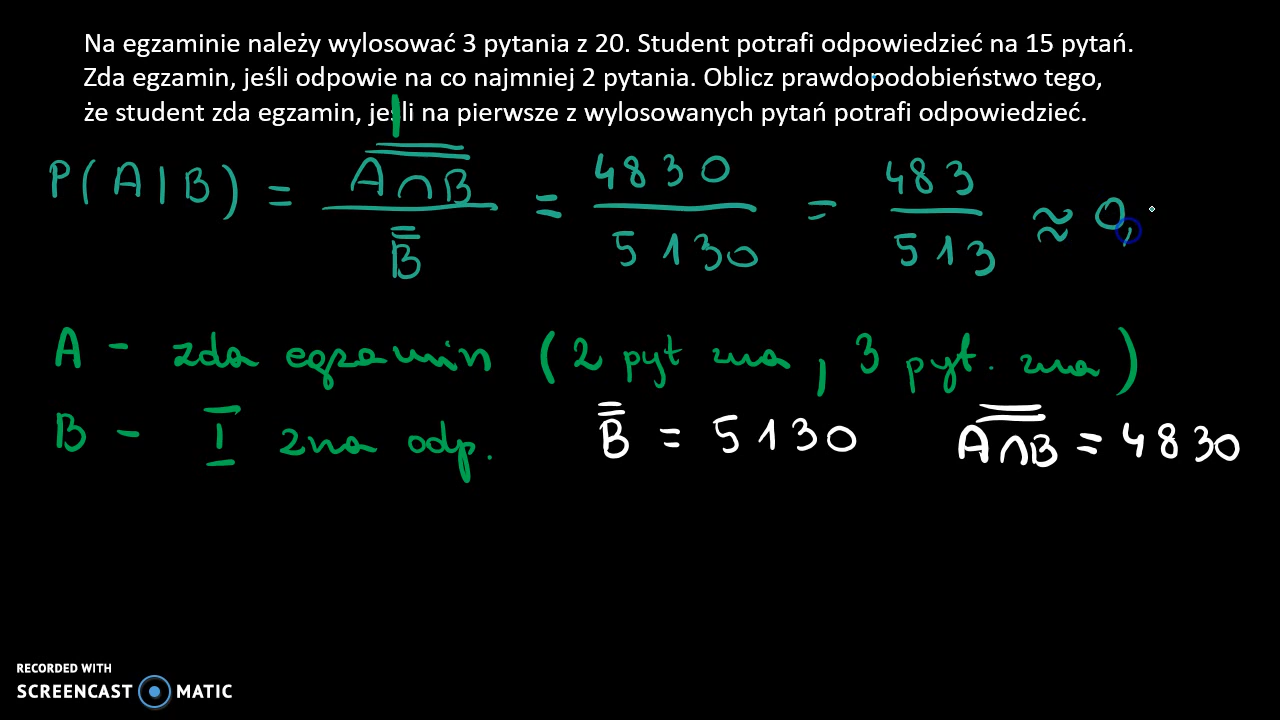 Na egzaminie należy wylosować 3 pytania z 20. Student potrafi odpowiedzieć na 15 pytań.
Zda egzamin, jeśli odpowie na co najmniej 2 pytania. Oblicz prawdopodobieństwo tego,
że student zda egzamin, jeśli na pierwsze z wylosowanych pytań potrafi odpowiedzieć.
P(A|B) = A∩B / B = 4830 / 5130 = 483 / 513 ≈ 0,
A - zda egzamin (2 pyt zna, 3 pyt. zna)
B - I zna odp. B = 5130 A∩B = 4830
RECORDED WITH
SCREENCAST MATIC